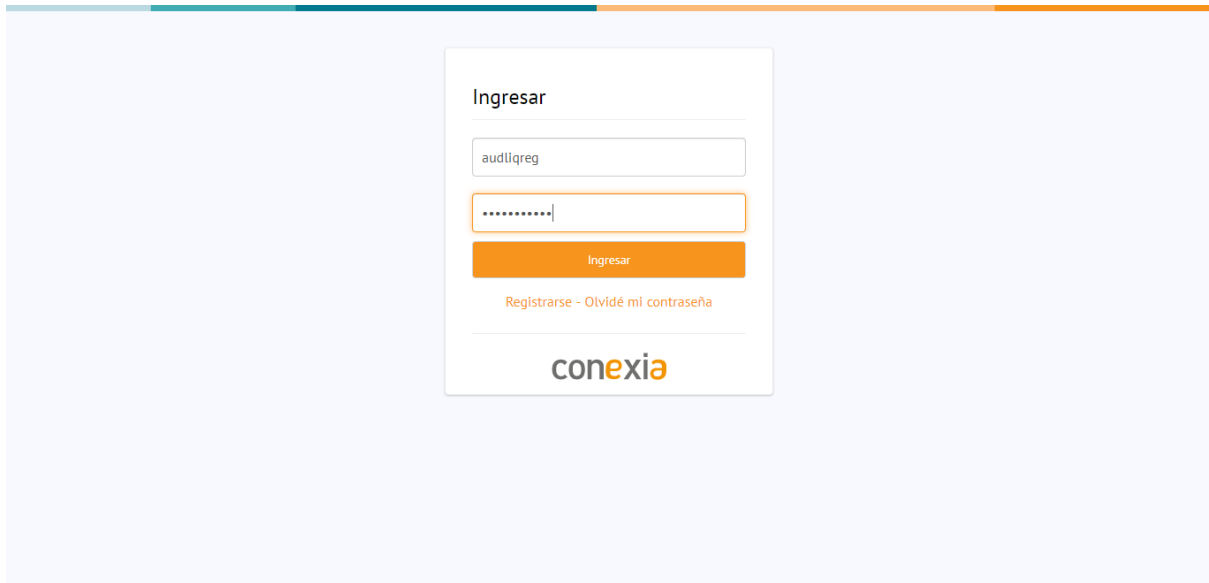 Ingresar
audliqreg
•••••••••••
Ingresar
Registrarse - Olvidé mi contraseña
conexia